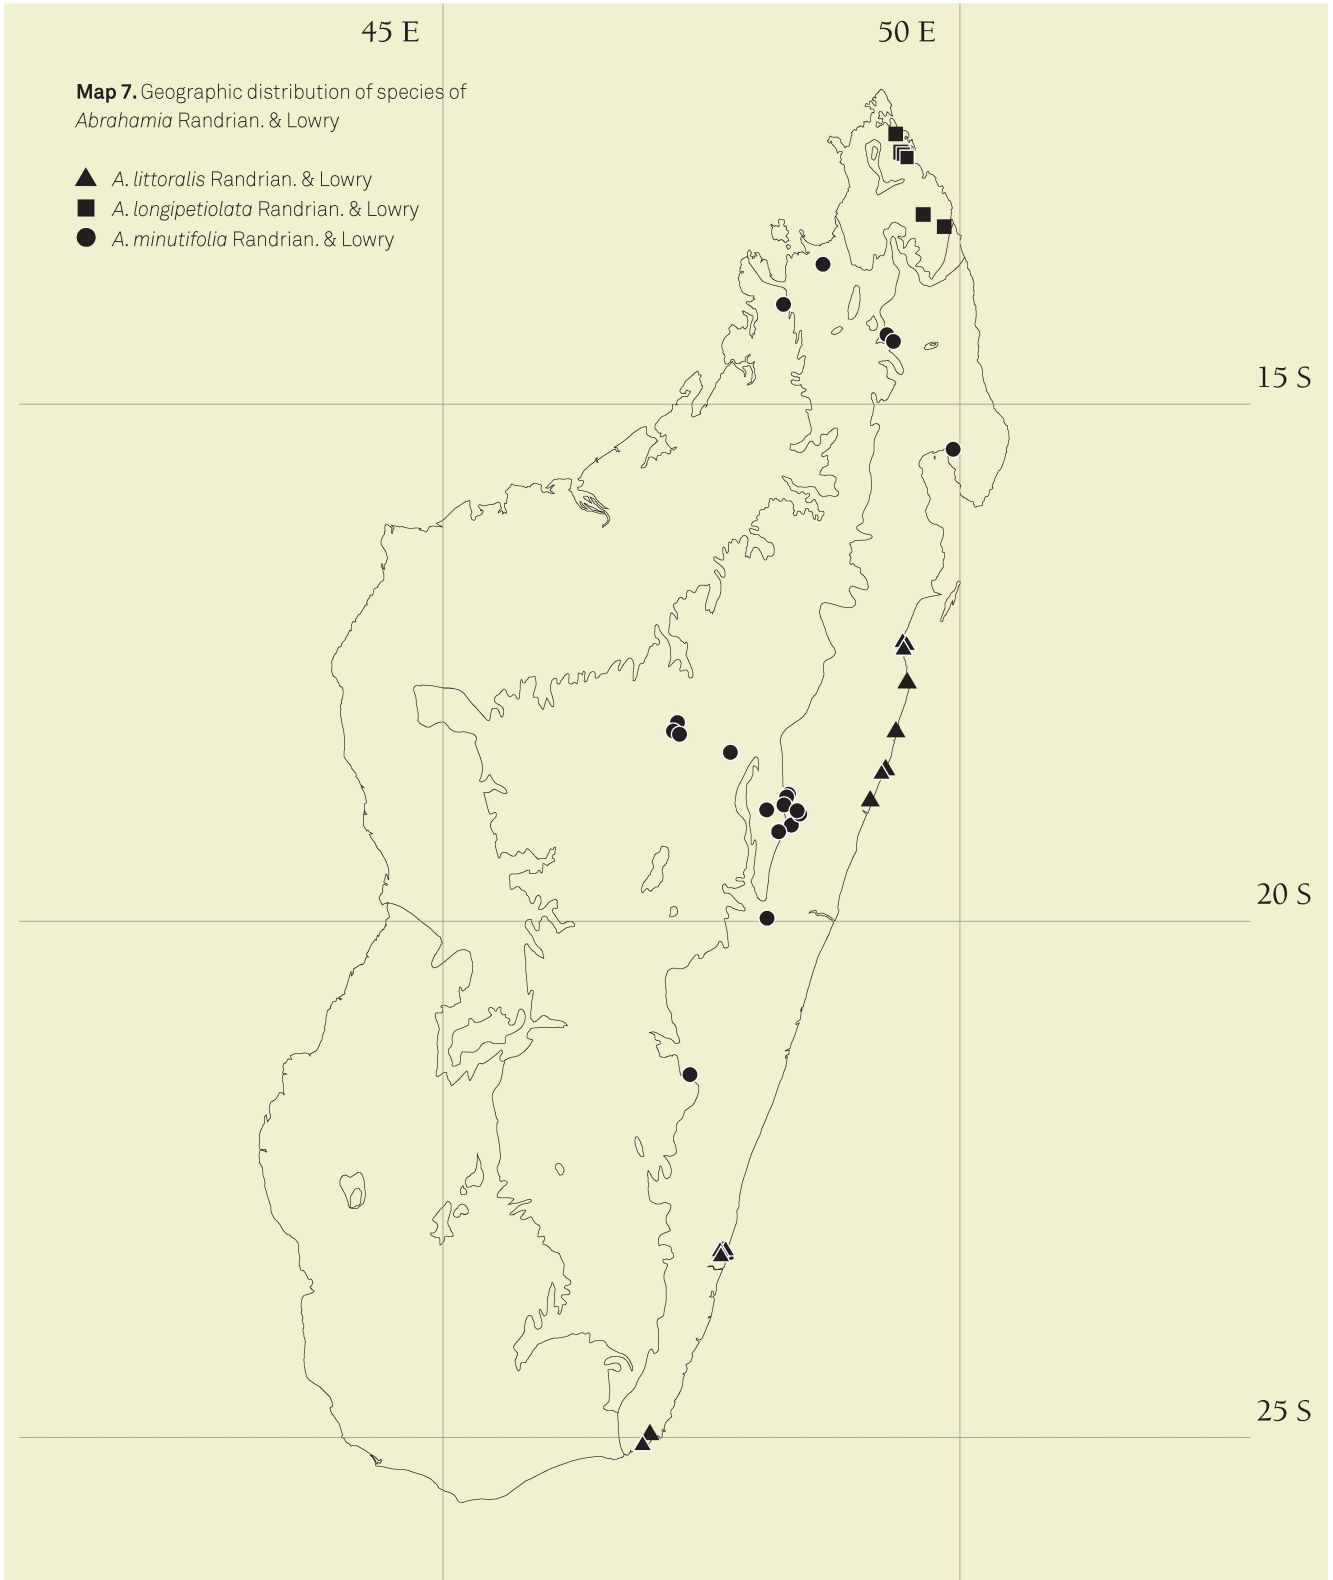 45 E
50 E
Map 7. Geographic distribution of species of
Abrahamia Randrian. & Lowry
A. littoralis Randrian. & Lowry
A. longipetiolata Randrian. & Lowry
A. minutifolia Randrian. & Lowry
15 S
20 S
25 S